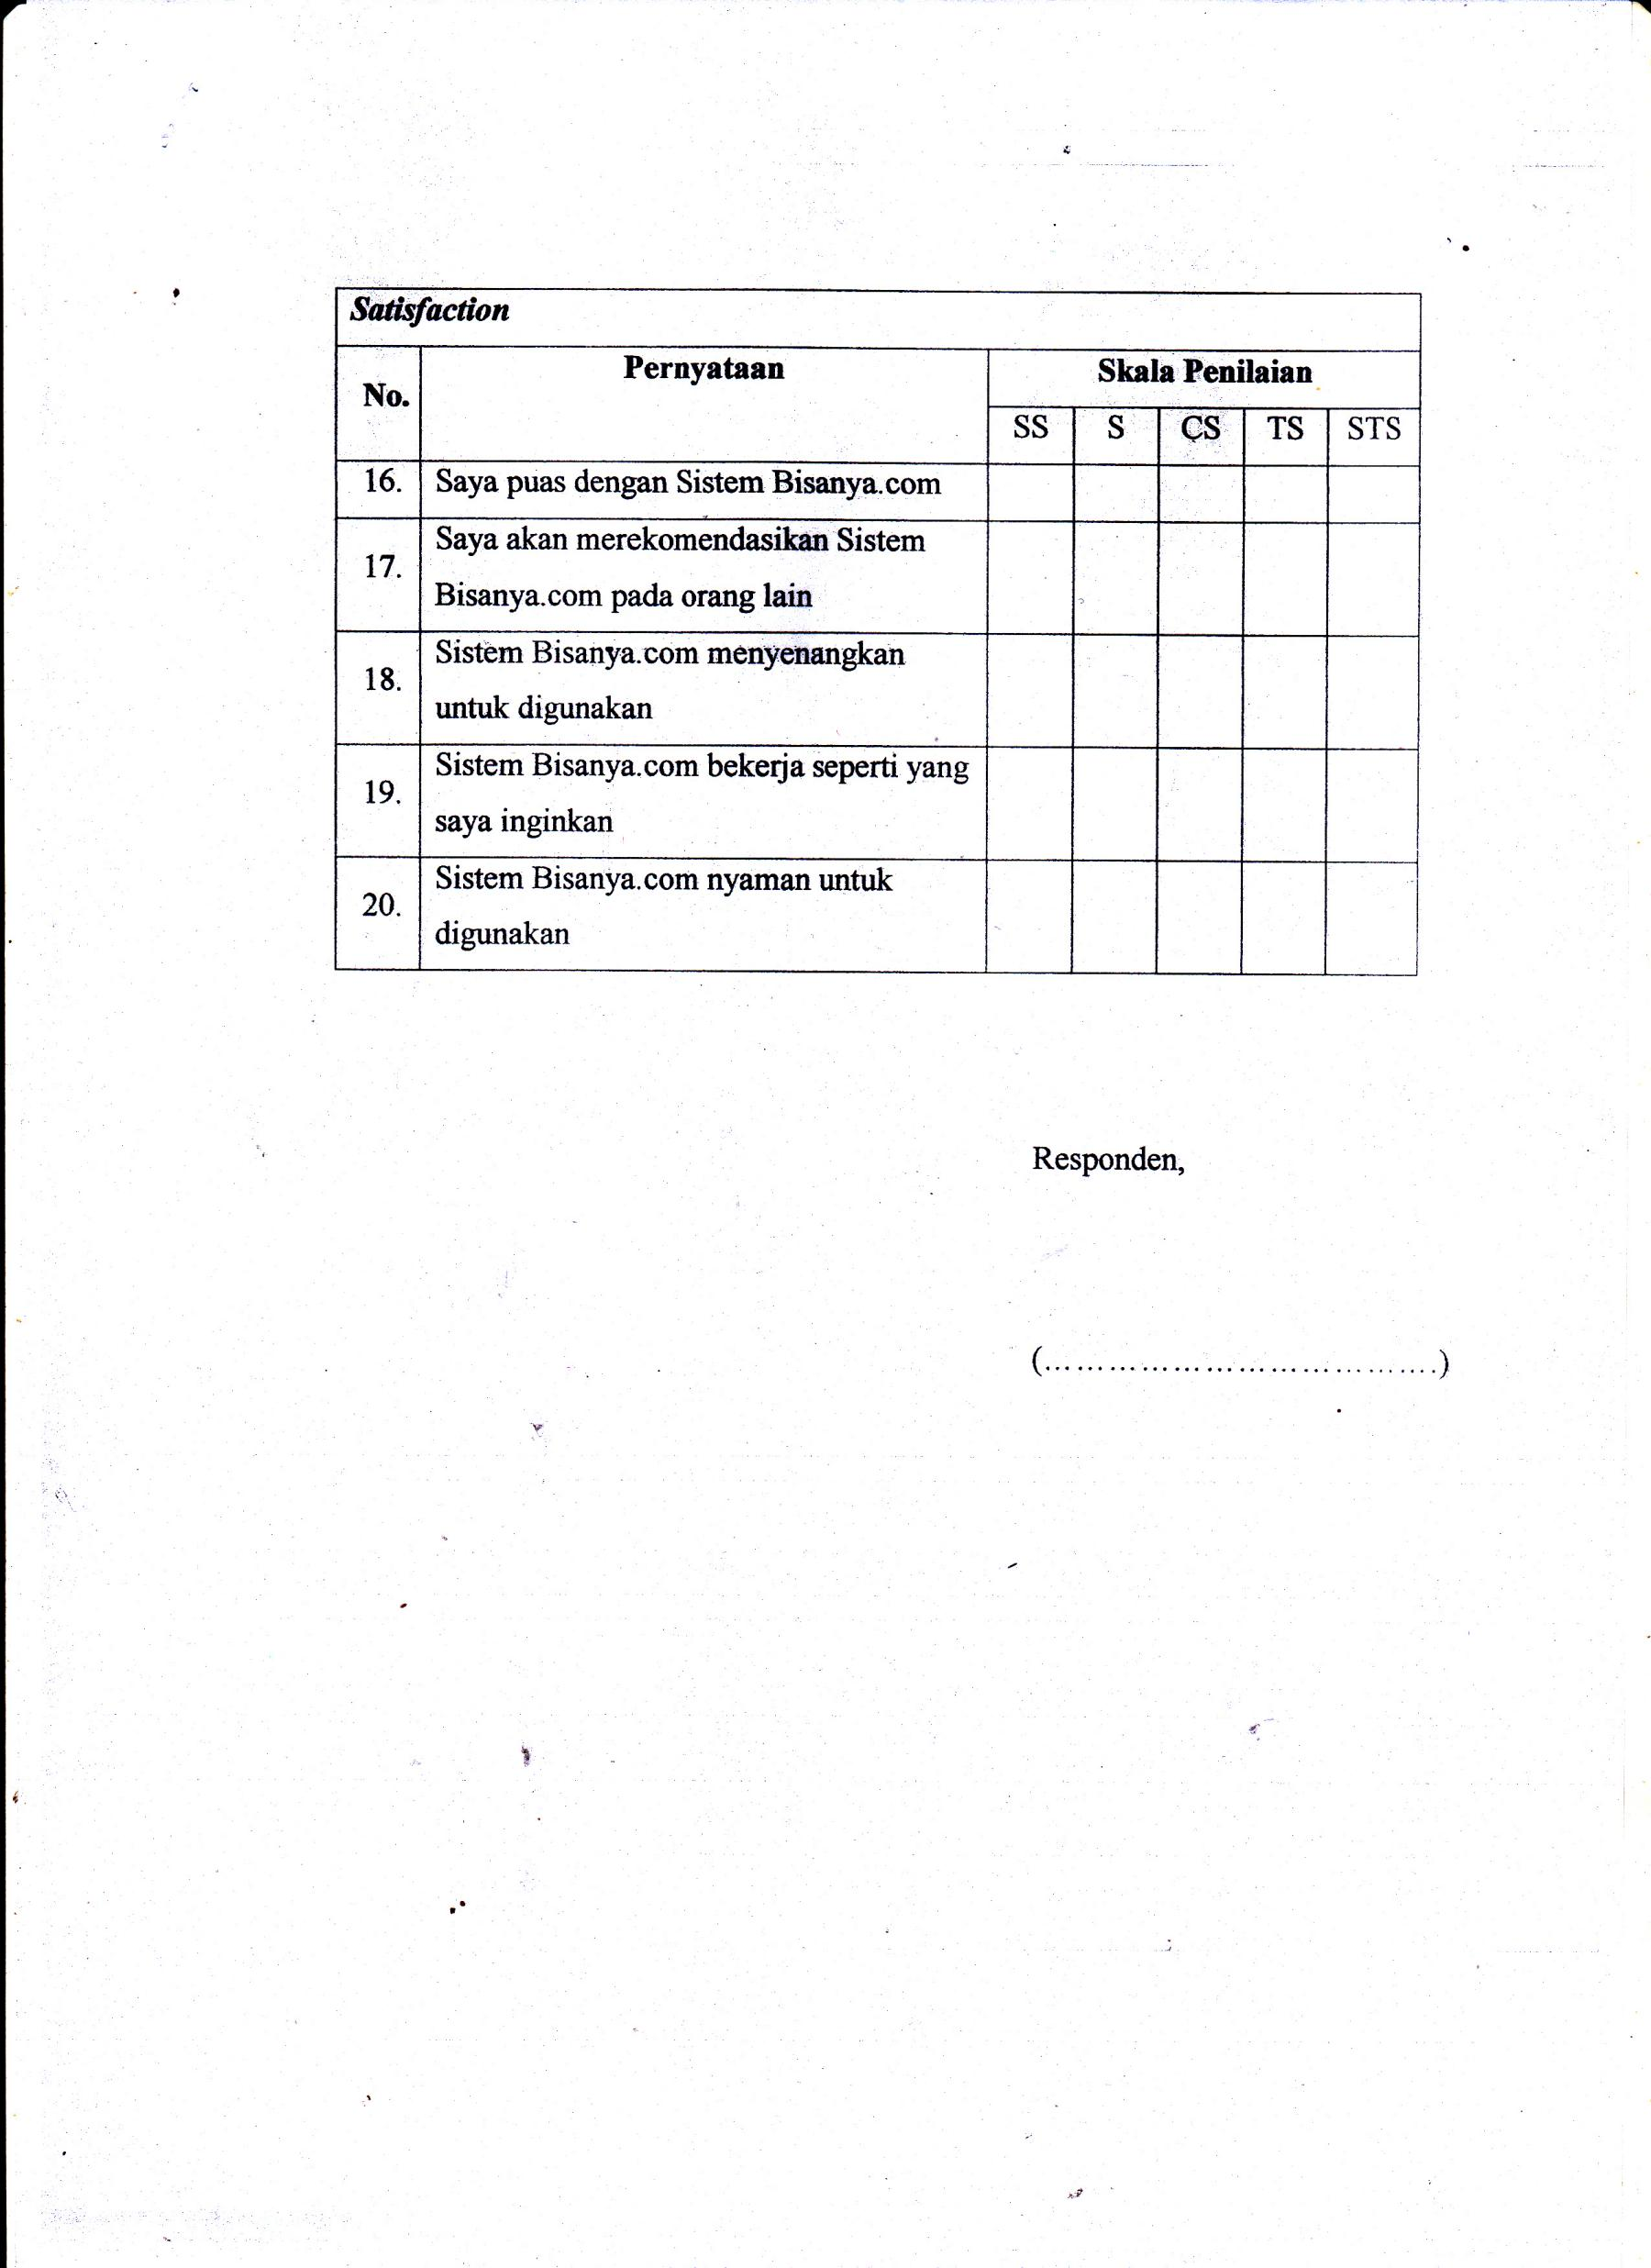 Satisfaction
No.
Pernyataan
Skala Penilaian
SS S CS TS STS
16. Saya puas dengan Sistem Bisanya.com
17. Saya akan merekomendasikan Sistem
Bisanya.com pada orang lain
18. Sistem Bisanya.com menyenangkan
untuk digunakan
19. Sistem Bisanya.com bekerja seperti yang
saya inginkan
20. Sistem Bisanya.com nyaman untuk
digunakan
Responden,
(.......................................)